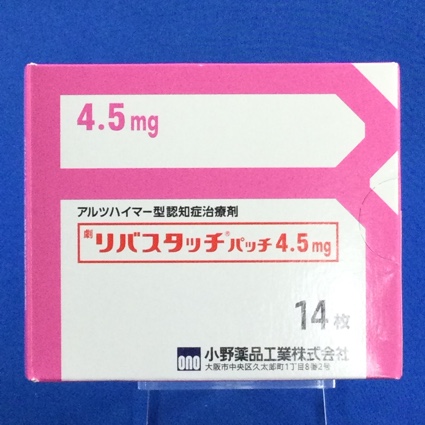 4.5mg
アルツハイマー型認知症治療剤
劇 リバスタッチ®パッチ4.5mg
14枚
ono 小野薬品工業株式会社
大阪市中央区久太郎町1丁目8番2号